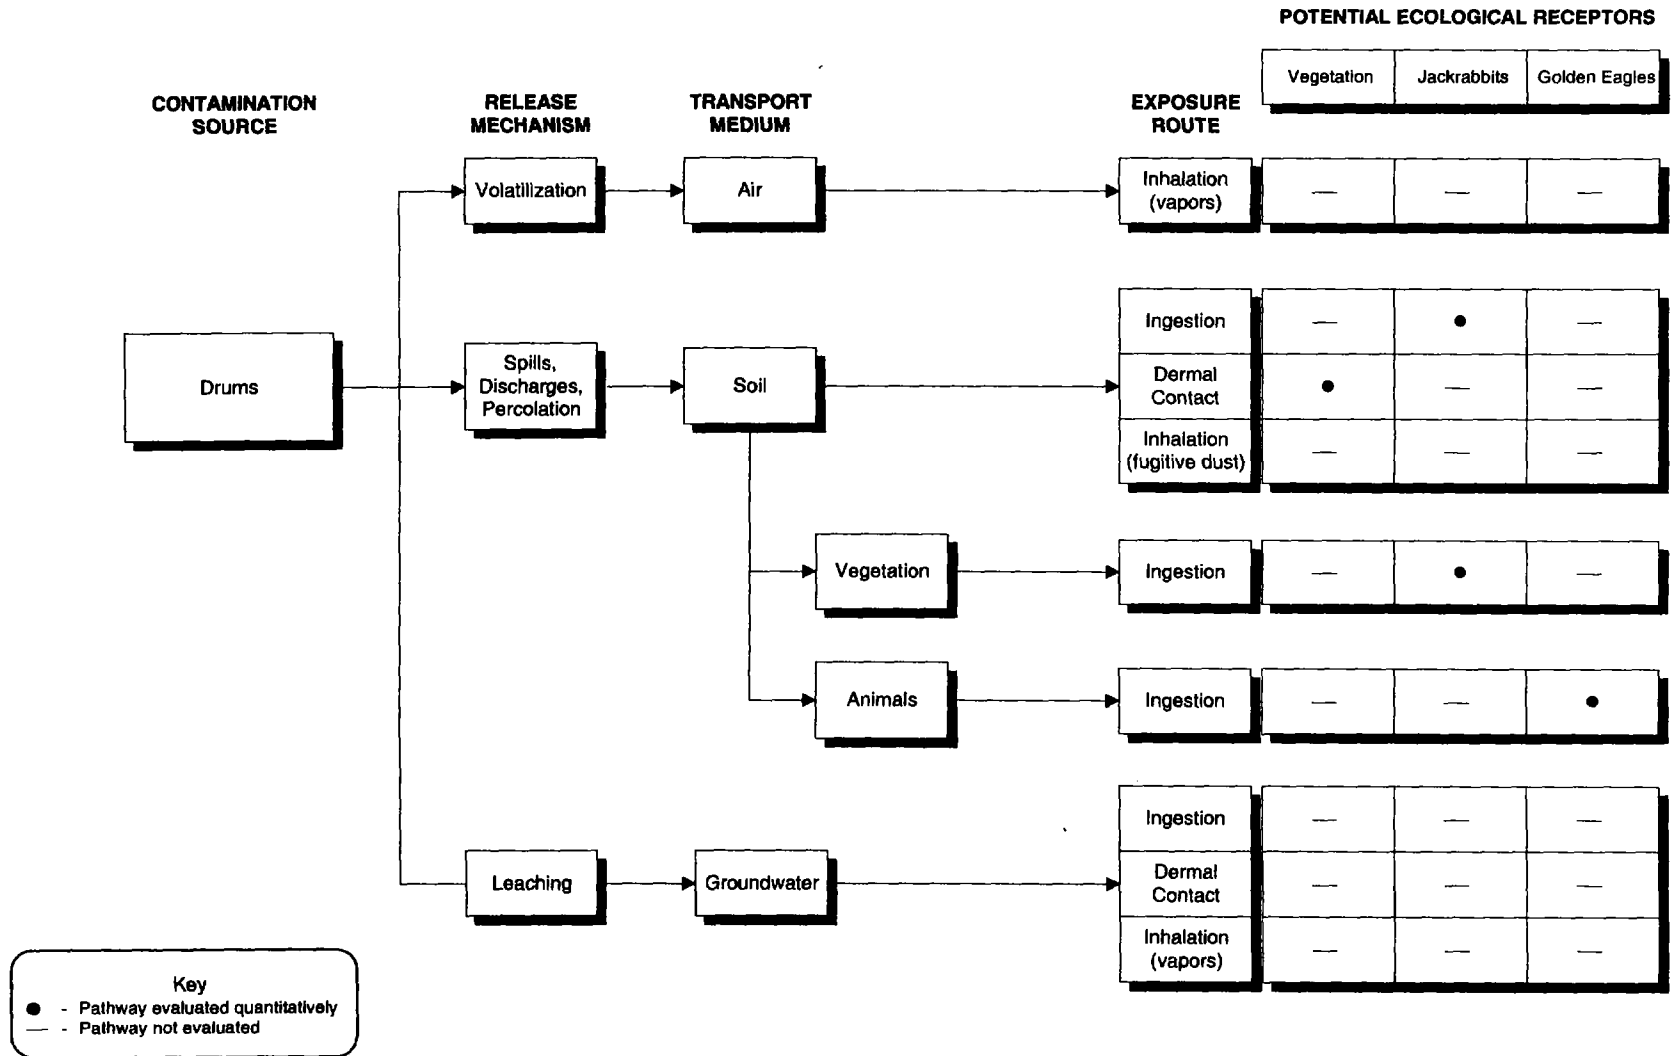 POTENTIAL ECOLOGICAL RECEPTORS
Vegetation
Jackrabbits
Golden Eagles
CONTAMINATION
SOURCE
RELEASE
MECHANISM
TRANSPORT
MEDIUM
EXPOSURE
ROUTE
Volatilization
Air
Inhalation
(vapors)
—
—
—
Drums
Spills,
Discharges,
Percolation
Soil
Ingestion
—
●
—
Dermal
Contact
●
—
—
Inhalation
(fugitive dust)
—
—
—
Vegetation
Ingestion
—
●
—
Animals
Ingestion
—
—
●
Leaching
Groundwater
Ingestion
—
—
—
Dermal
Contact
—
—
—
Inhalation
(vapors)
—
—
—
Key
● - Pathway evaluated quantitatively
— - Pathway not evaluated